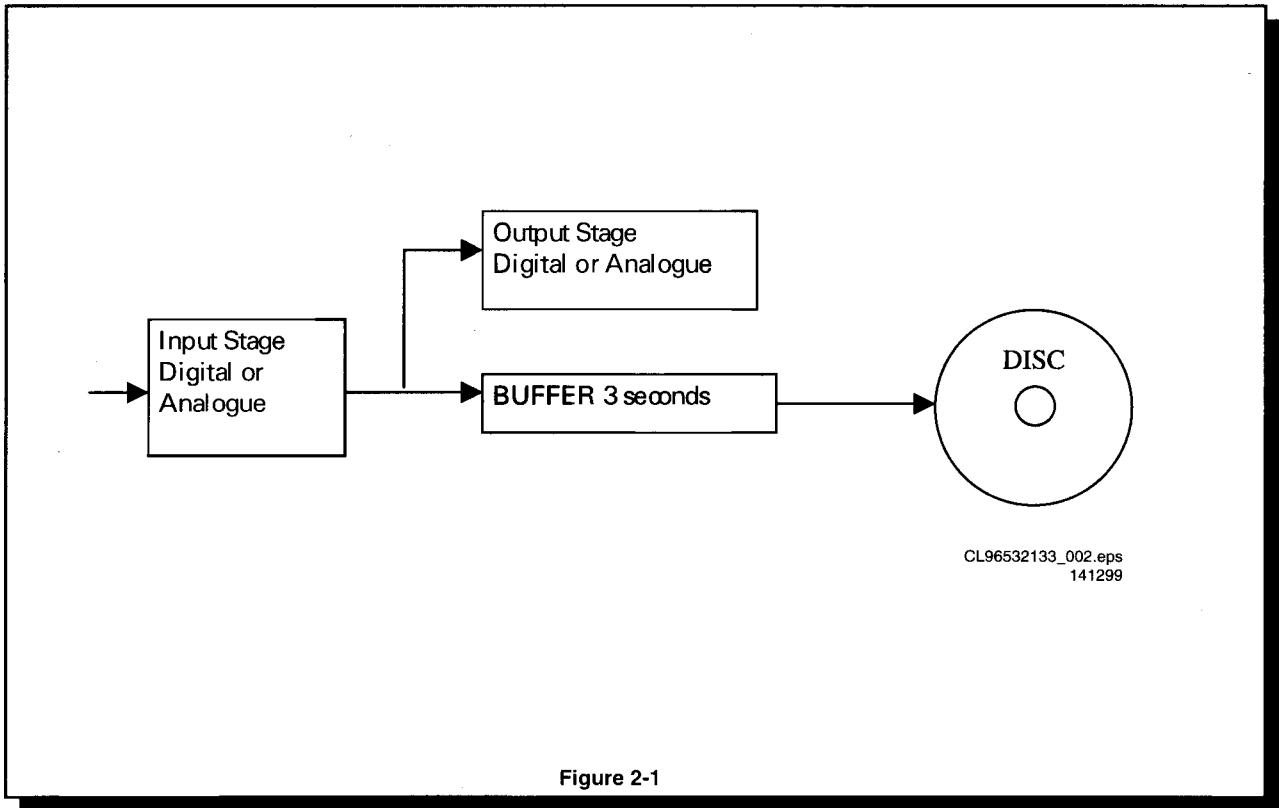 Output Stage
Digital or Analogue
Input Stage
Digital or
Analogue
BUFFER 3 seconds
DISC
CL96532133_002.eps
141299
Figure 2-1